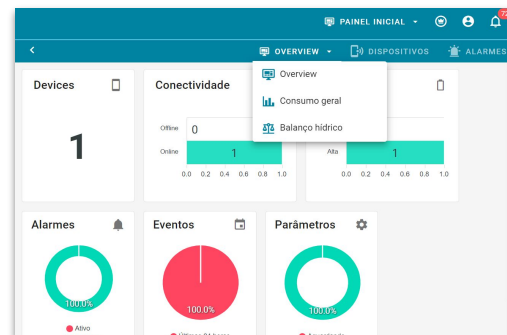 PAINEL INICIAL
OVERVIEW
DISPOSITIVOS
ALARMES
Overview
Consumo geral
Balanço hídrico
Devices
1
Conectividade
Offline
0
Online
1
0.0 0.2 0.4 0.6 0.8 1.0
Alta
1
0.0 0.2 0.4 0.6 0.8 1.0
Alarmes
100.0%
Ativo
Eventos
100.0%
Parâmetros
100.0%